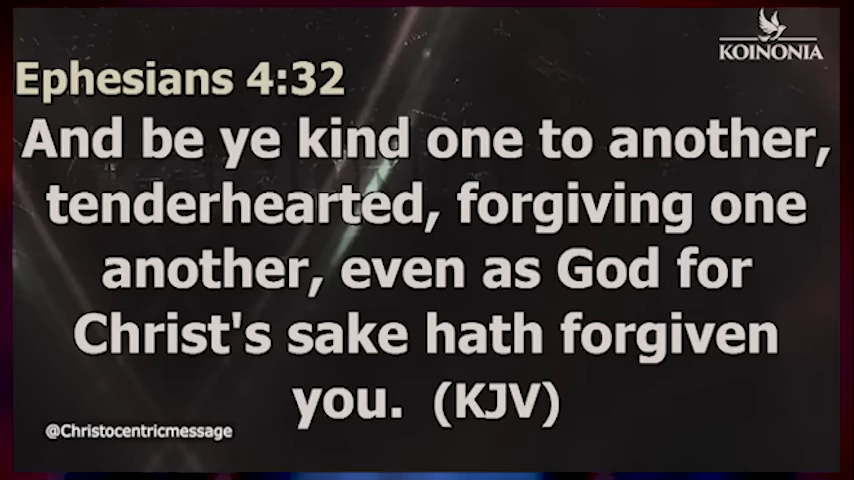 KOINONIA
Ephesians 4:32
And be ye kind one to another,
tenderhearted, forgiving one
another, even as God for
Christ's sake hath forgiven
you. (KJV)
@Christocentricmessage